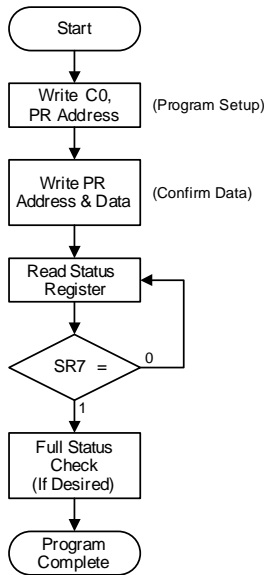 Start
Write C0,
PR Address
(Program Setup)
Write PR
Address & Data
(Confirm Data)
Read Status
Register
SR7 =
0
1
Full Status
Check
(If Desired)
Program
Complete